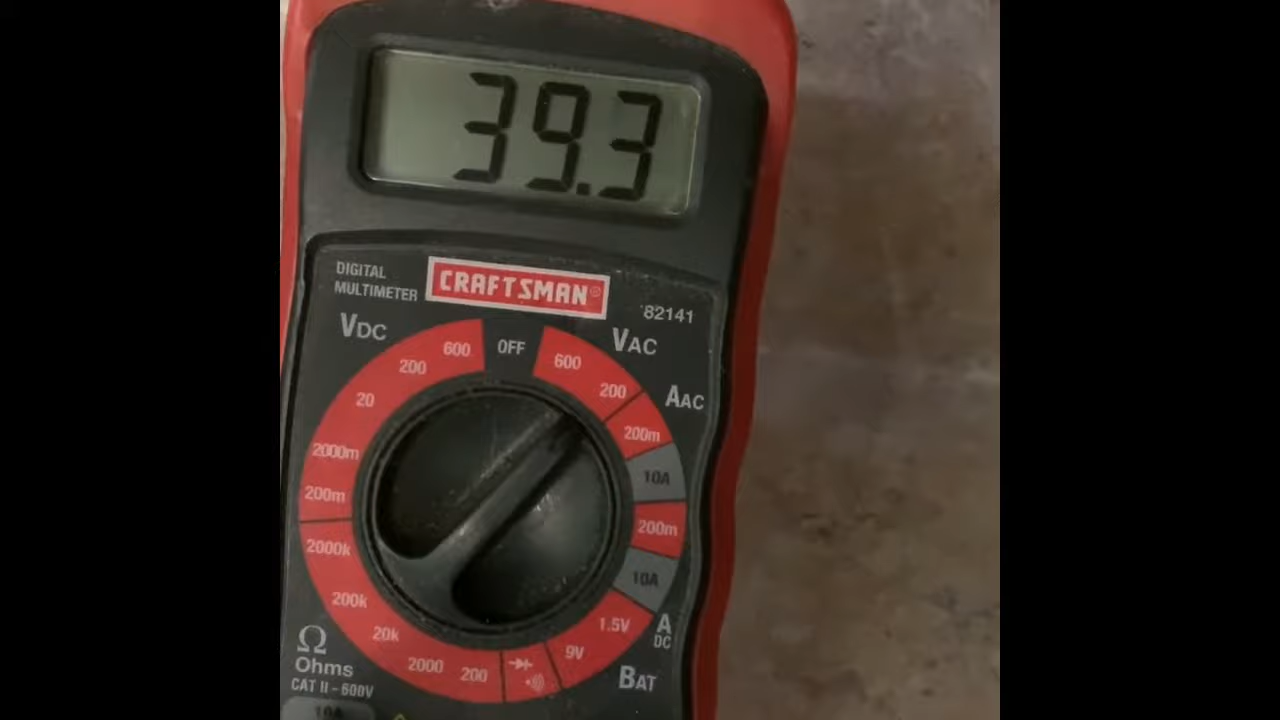 39.3
DIGITAL
MULTIMETER
CRAFTSMAN®
82141
VDC
OFF
VAC
600
600
200
200
20
AAC
200m
2000m
10A
200m
200m
2000k
10A
200k
1.5V
A
DC
20k
9V
Ω
Ohms
2000
200
BAT
CAT II - 600V
10A